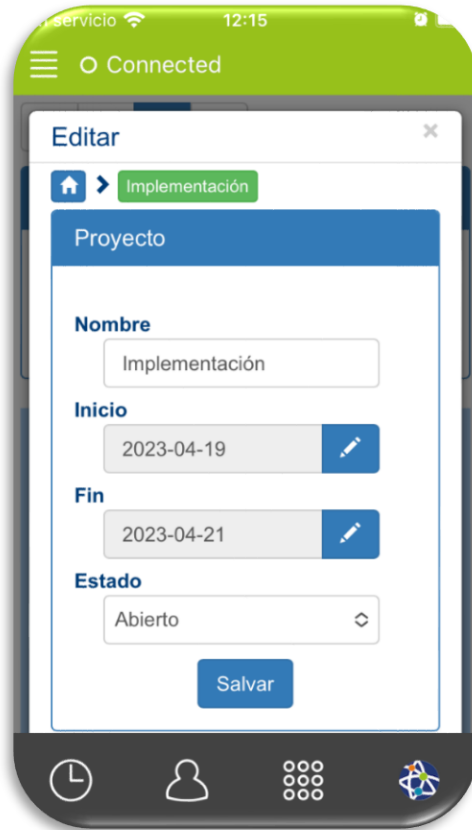 servicio 12:15
Connected
Editar ×
Implementación
Proyecto
Nombre
Implementación
Inicio
2023-04-19
Fin
2023-04-21
Estado
Abierto
Salvar